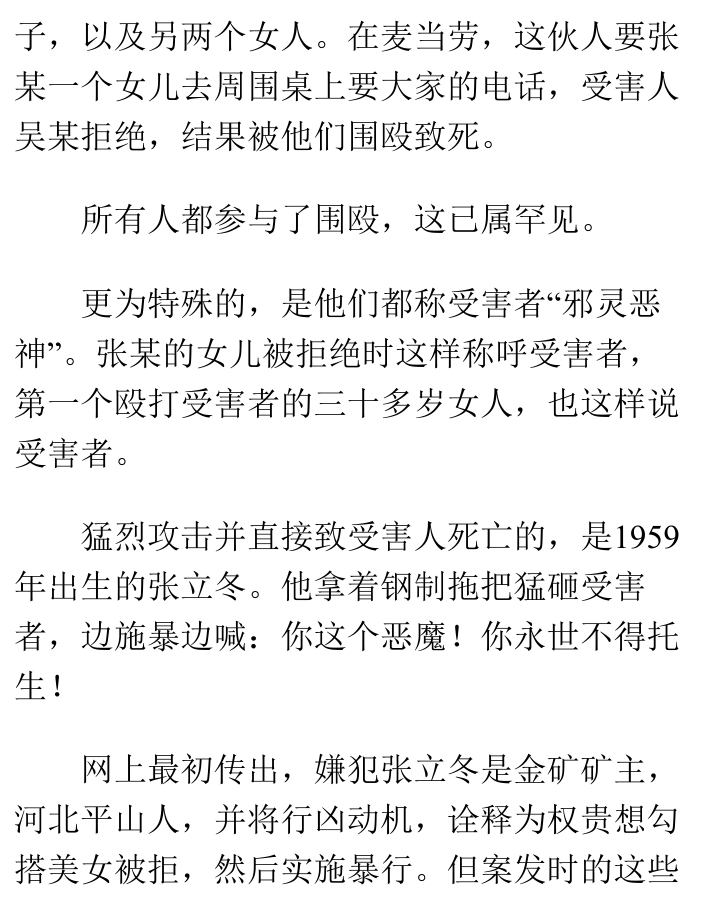 子，以及另两个女人。在麦当劳，这伙人要张
某一个女儿去周围桌上要大家的电话，受害人
吴某拒绝，结果被他们围殴致死。
所有人都参与了围殴，这已属罕见。
更为特殊的，是他们都称受害者“邪灵恶
神”。张某的女儿被拒绝时这样称呼受害者，
第一个殴打受害者的三十多岁女人，也这样说
受害者。
猛烈攻击并直接致受害人死亡的，是1959
年出生的张立冬。他拿着钢制拖把猛砸受害
者，边施暴边喊：你这个恶魔！你永世不得托
生！
网上最初传出，嫌犯张立冬是金矿矿主，
河北平山人，并将行凶动机，诠释为权贵想勾
搭美女被拒，然后实施暴行。但案发时的这些